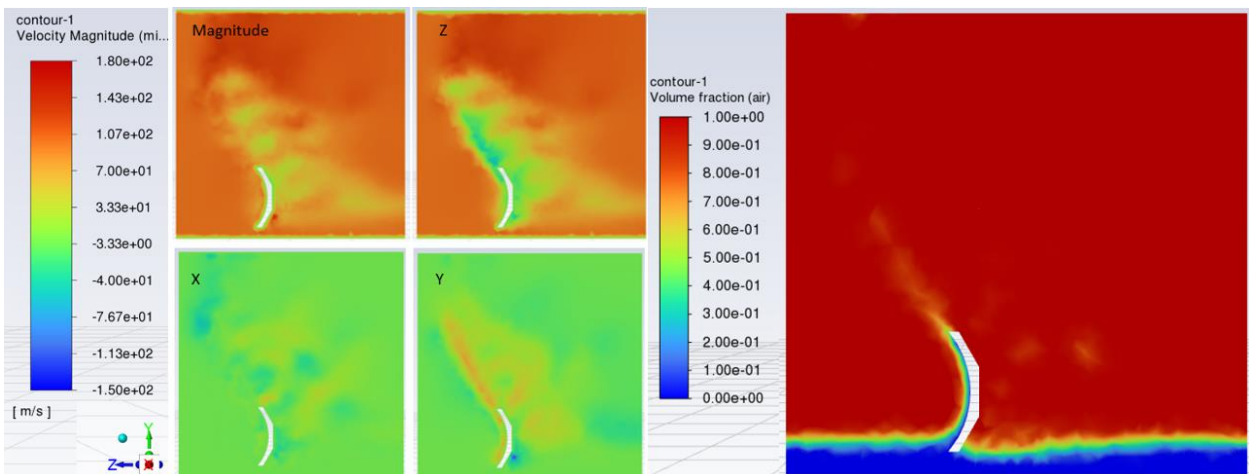 contour-1
Velocity Magnitude (mi...
1.80e+02
1.43e+02
1.07e+02
7.00e+01
3.33e+01
-3.33e+00
-4.00e+01
-7.67e+01
-1.13e+02
-1.50e+02
[ m/s ]
Y
Z
Magnitude
Z
X
Y
contour-1
Volume fraction (air)
1.00e+00
9.00e-01
8.00e-01
7.00e-01
6.00e-01
5.00e-01
4.00e-01
3.00e-01
2.00e-01
1.00e-01
0.00e+00